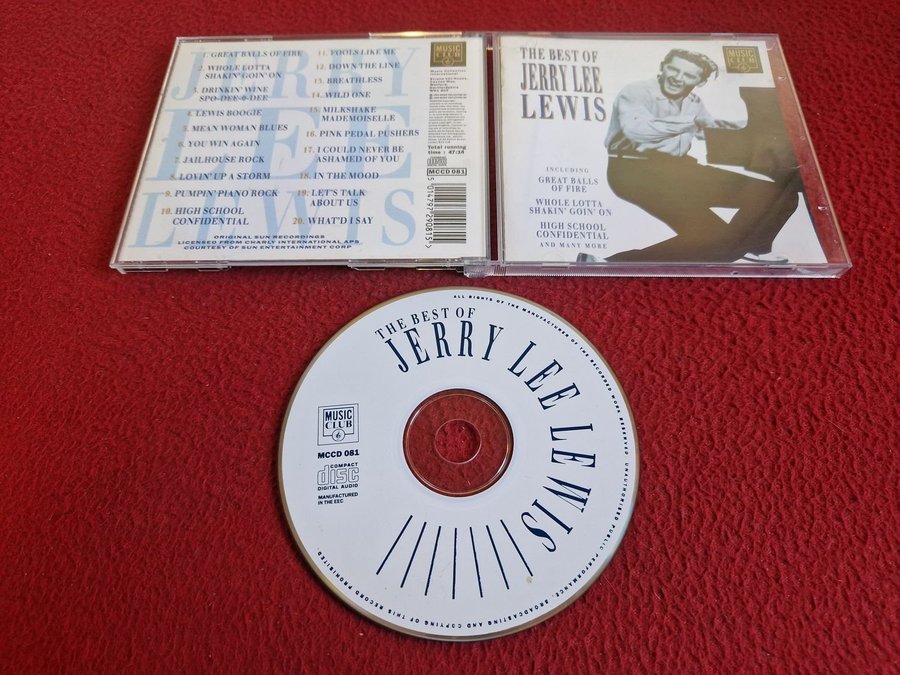 JERRY
LEE
LEWIS
1. GREAT BALLS OF FIRE
2. WHOLE LOTTA
SHAKIN' GOIN' ON
3. DRINKIN' WINE
SPO-DEE-O-DEE
4. LEWIS BOOGIE
5. MEAN WOMAN BLUES
6. YOU WIN AGAIN
7. JAILHOUSE ROCK
8. LOVIN' UP A STORM
9. PUMPIN' PIANO ROCK
10. HIGH SCHOOL
CONFIDENTIAL
11. FOOLS LIKE ME
12. DOWN THE LINE
13. BREATHLESS
14. WILD ONE
15. MILKSHAKE
MADEMOISELLE
16. PINK PEDAL PUSHERS
17. I COULD NEVER BE
ASHAMED OF YOU
18. IN THE MOOD
19. LET'S TALK
ABOUT US
20. WHAT'D I SAY
ORIGINAL SUN RECORDINGS
LICENSED FROM CHARLY INTERNATIONAL APS
COURTESY OF SUN ENTERTAINMENT CORP
MUSIC
CLUB
Music Collection
International
Total running
time : 47:14
MCCD 081
5 014797 290815
THE BEST OF
JERRY LEE
LEWIS
MUSIC
CLUB
INCLUDING
GREAT BALLS
OF FIRE
WHOLE LOTTA
SHAKIN' GOIN' ON
HIGH SCHOOL
CONFIDENTIAL
AND MANY MORE
THE BEST OF
JERRY LEE LEWIS
MUSIC
CLUB
MCCD 081
COMPACT
disc
DIGITAL AUDIO
MANUFACTURED
IN THE EEC
ALL RIGHTS OF THE MANUFACTURER OF THE RECORDED WORK RESERVED UNAUTHORISED PUBLIC PERFORMANCE, BROADCASTING AND COPYING OF THIS RECORD PROHIBITED